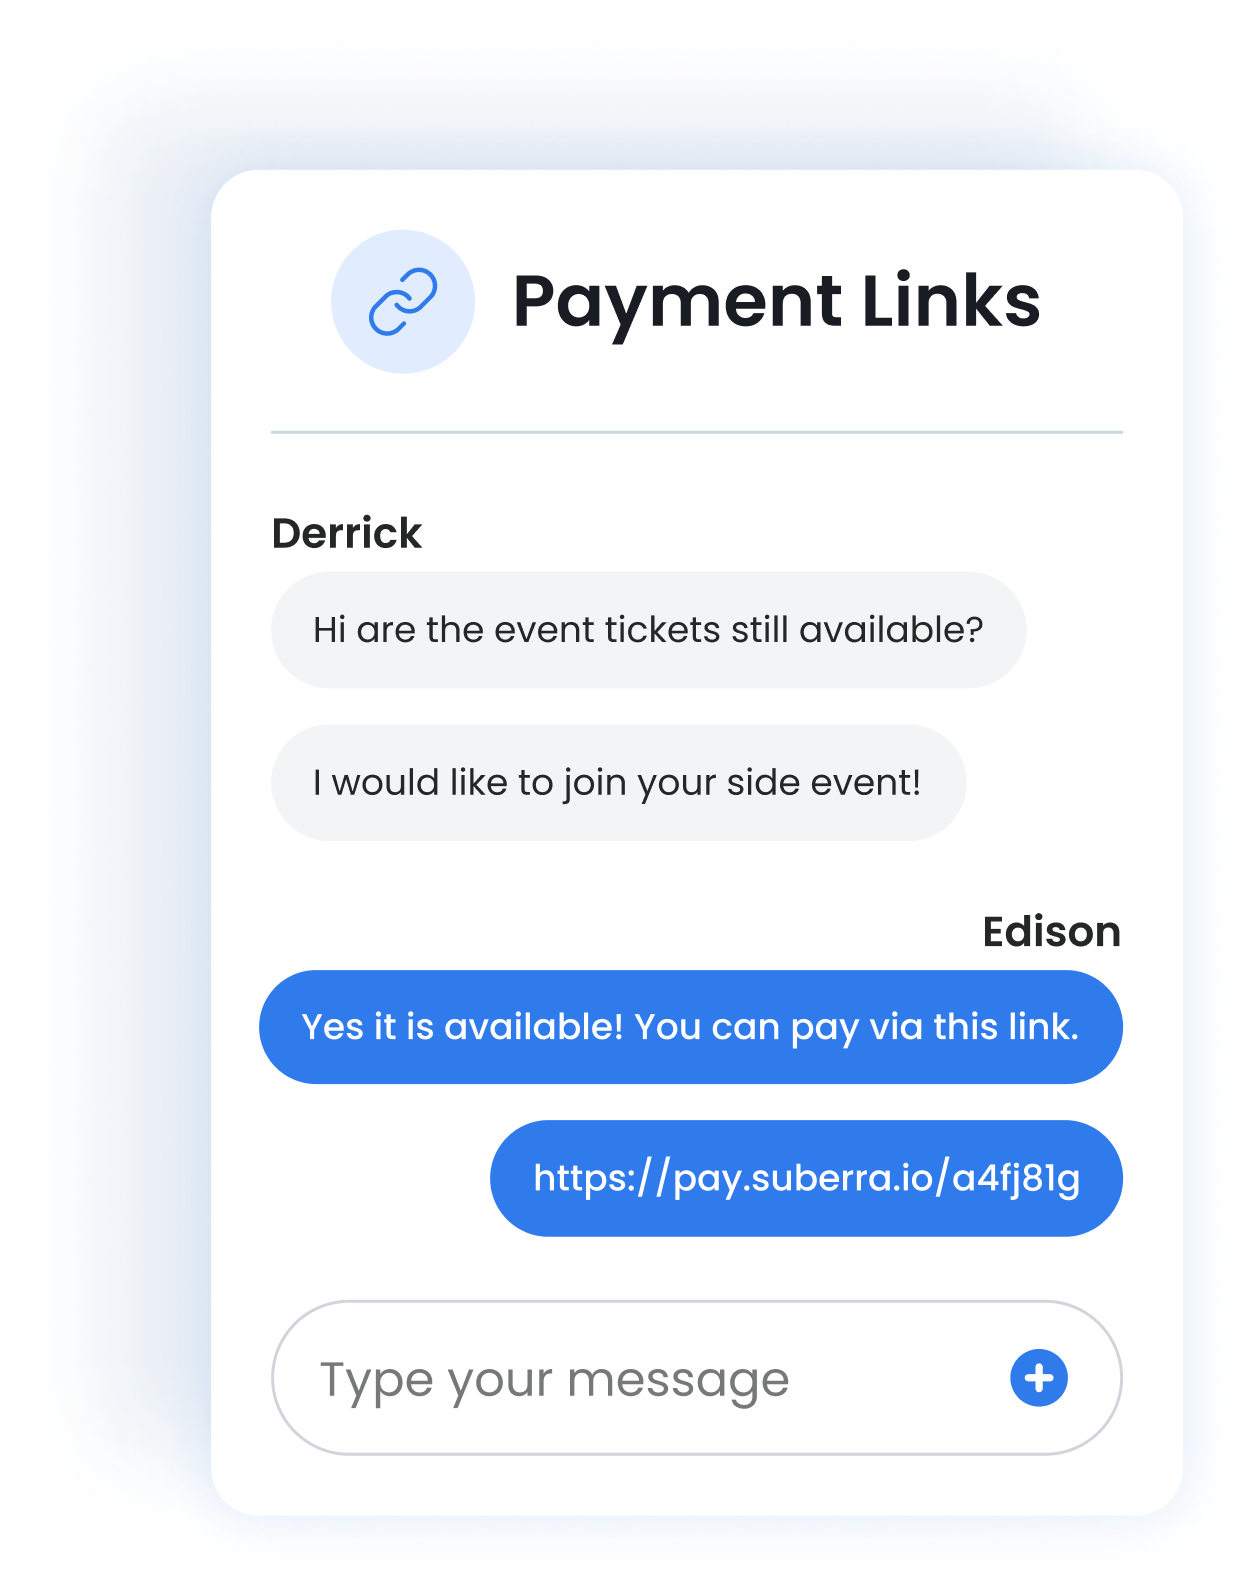 Payment Links
Derrick
Hi are the event tickets still available?
I would like to join your side event!
Edison
Yes it is available! You can pay via this link.
https://pay.suberra.io/a4fj81g
Type your message